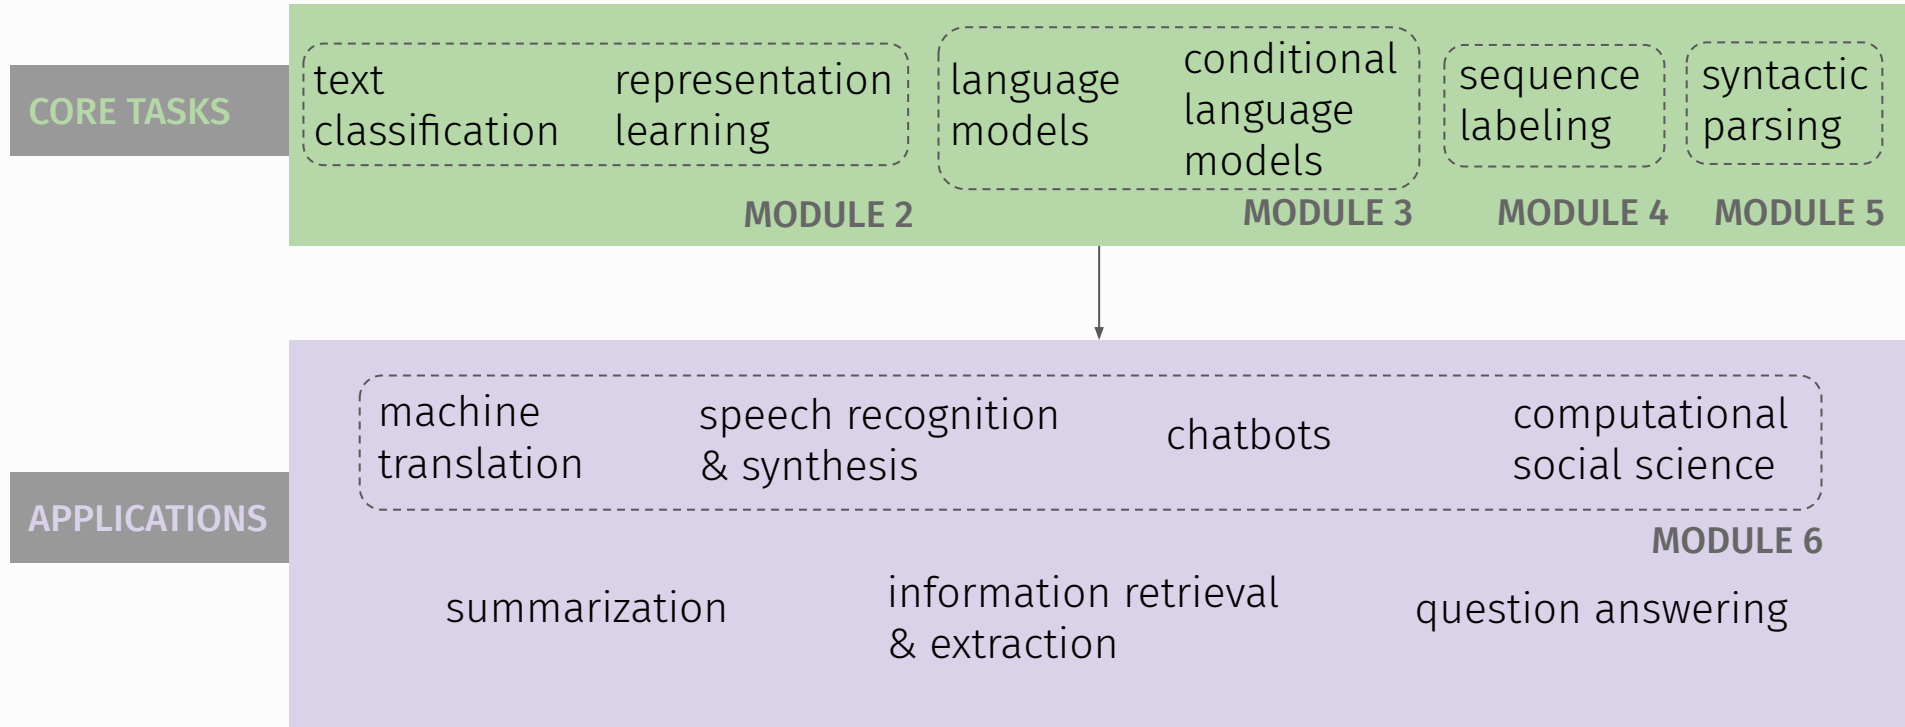 CORE TASKS
text
classification
representation
learning
MODULE 2
language
models
conditional
language
models
MODULE 3
sequence
labeling
MODULE 4
syntactic
parsing
MODULE 5
APPLICATIONS
machine
translation
speech recognition
& synthesis
chatbots
computational
social science
MODULE 6
summarization
information retrieval
& extraction
question answering